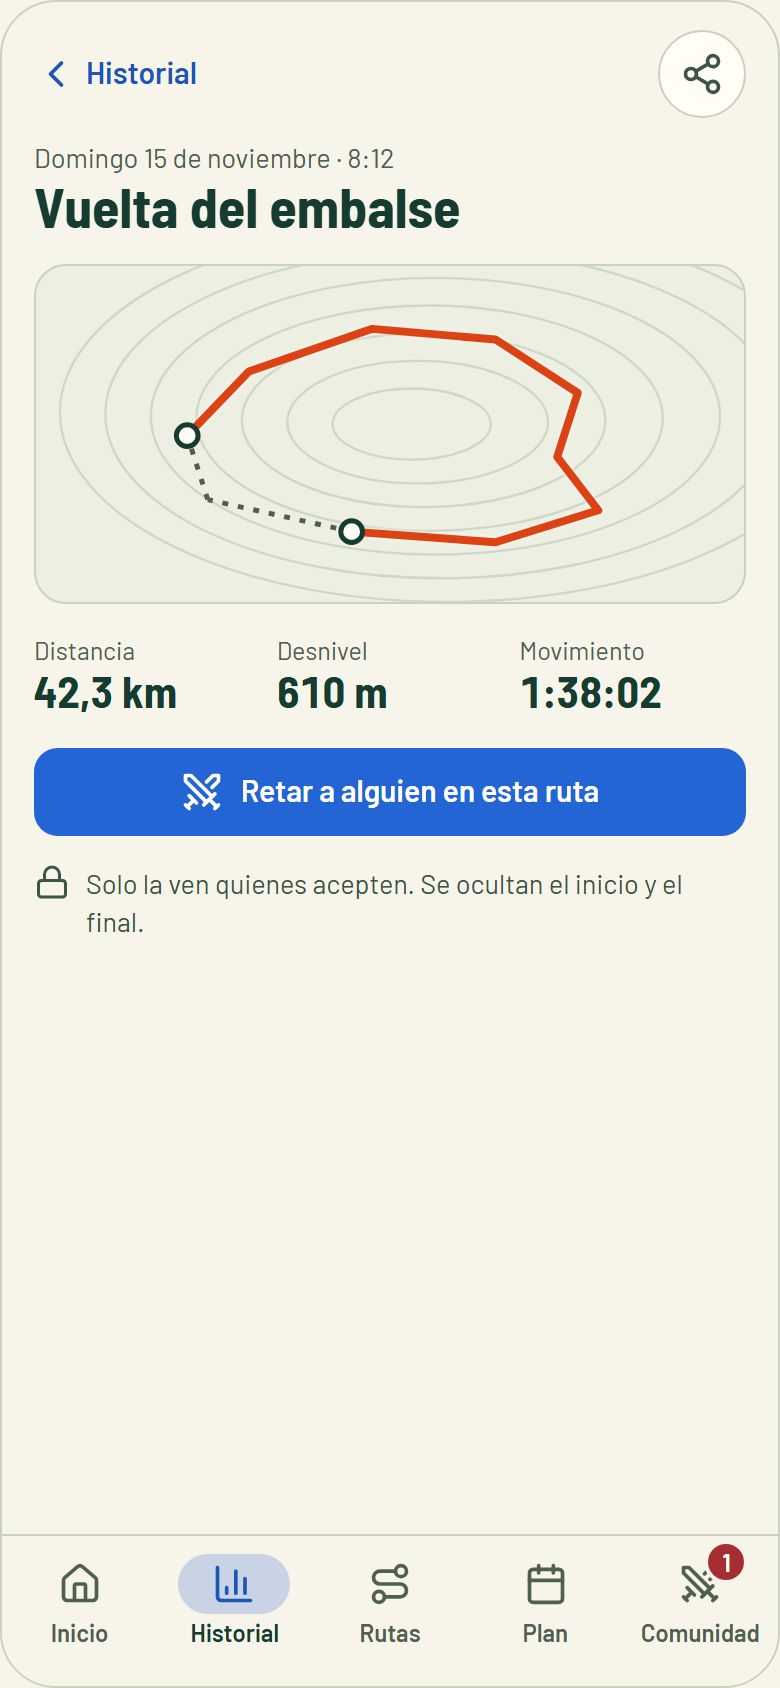 Historial
Domingo 15 de noviembre · 8:12
Vuelta del embalse
Distancia
42,3 km
Desnivel
610 m
Movimiento
1:38:02
Retar a alguien en esta ruta
Solo la ven quienes acepten. Se ocultan el inicio y el
final.
1
Inicio
Historial
Rutas
Plan
Comunidad